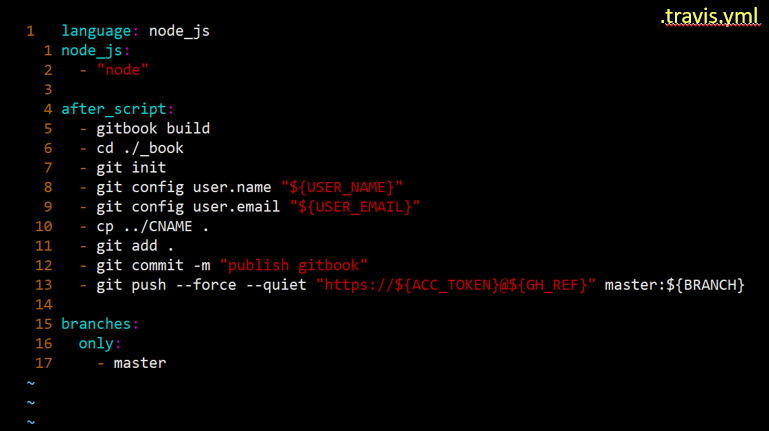 .travis.yml
1   language: node_js
  1 node_js:
  2   - "node"
  3
  4 after_script:
  5   - gitbook build
  6   - cd ./_book
  7   - git init
  8   - git config user.name "${USER_NAME}"
  9   - git config user.email "${USER_EMAIL}"
 10   - cp ../CNAME .
 11   - git add .
 12   - git commit -m "publish gitbook"
 13   - git push --force --quiet "https://${ACC_TOKEN}@${GH_REF}" master:${BRANCH}
 14
 15 branches:
 16   only:
 17     - master
~
~
~